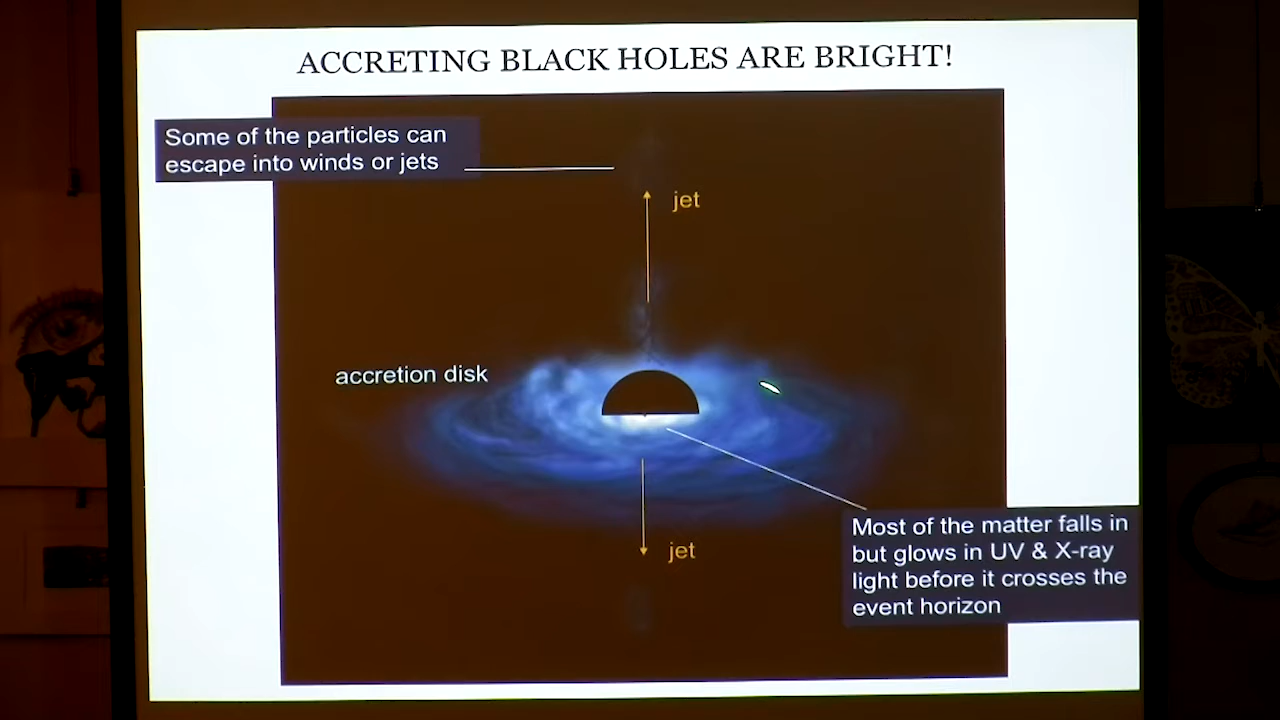 ACCRETING BLACK HOLES ARE BRIGHT!
Some of the particles can
escape into winds or jets
jet
accretion disk
jet
Most of the matter falls in
but glows in UV & X-ray
light before it crosses the
event horizon